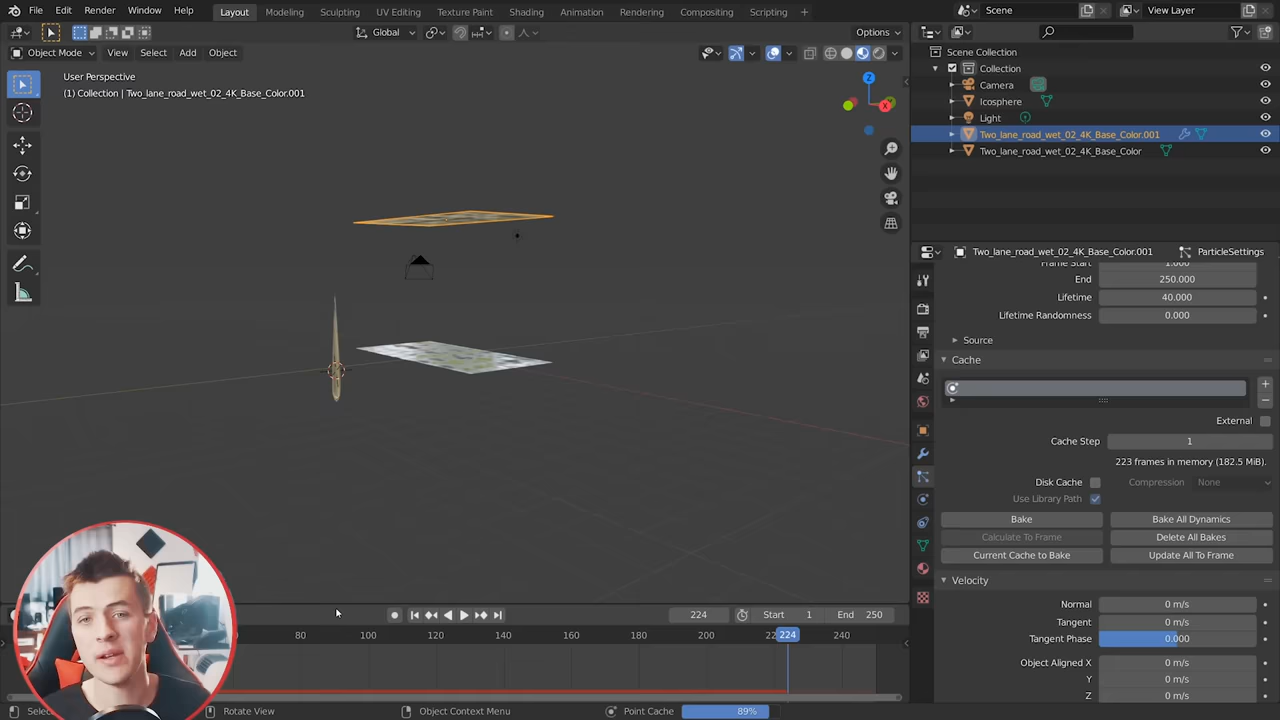 File Edit Render Window Help Layout Modeling Sculpting UV Editing Texture Paint Shading Animation Rendering Compositing Scripting + Scene View Layer
Global Options
Object Mode View Select Add Object
User Perspective
(1) Collection | Two_lane_road_wet_02_4K_Base_Color.001
Z
X
Scene Collection
Collection
Camera
Icosphere
Light
Two_lane_road_wet_02_4K_Base_Color.001
Two_lane_road_wet_02_4K_Base_Color
Two_lane_road_wet_02_4K_Base_Color.001 ParticleSettings
Frame Start 1.000
End 250.000
Lifetime 40.000
Lifetime Randomness 0.000
Source
Cache
External
Cache Step 1
223 frames in memory (182.5 MiB).
Disk Cache Compression None
Use Library Path
Bake Bake All Dynamics
Calculate To Frame Delete All Bakes
Current Cache to Bake Update All To Frame
Velocity
Normal 0 m/s
Tangent 0 m/s
Tangent Phase 0.000
Object Aligned X 0 m/s
Y 0 m/s
Z 0 m/s
224 Start 1 End 250
80 100 120 140 160 180 200 224 240
Rotate View Object Context Menu Point Cache 89%